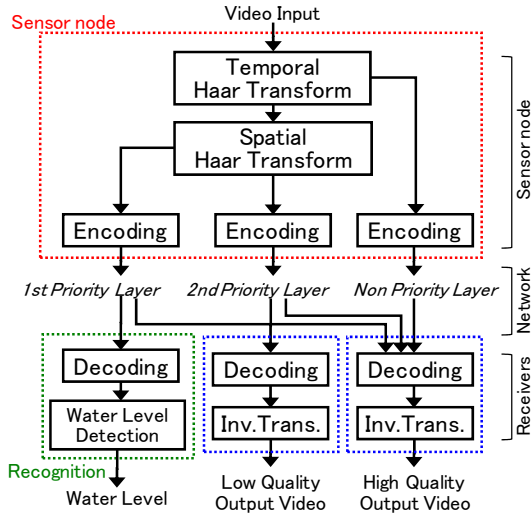 Video Input
Sensor node
Temporal
Haar Transform
Spatial
Haar Transform
Encoding
Encoding
Encoding
Sensor node
1st Priority Layer
2nd Priority Layer
Non Priority Layer
Network
Decoding
Decoding
Decoding
Water Level
Detection
Inv.Trans.
Inv.Trans.
Receivers
Recognition
Water Level
Low Quality
Output Video
High Quality
Output Video